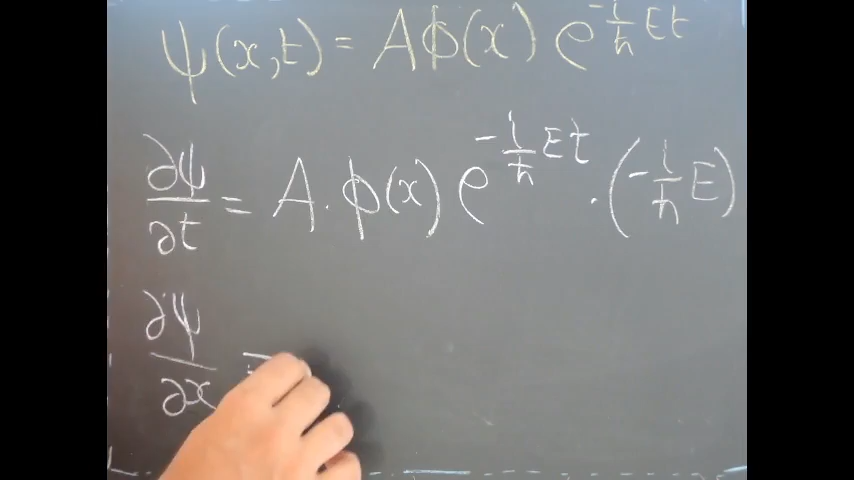 ψ(x,t) = Aϕ(x) e^{-i/ħ Et}
∂ψ/∂t = A·ϕ(x) e^{-i/ħ Et} · (-i/ħ E)
∂ψ/∂x =